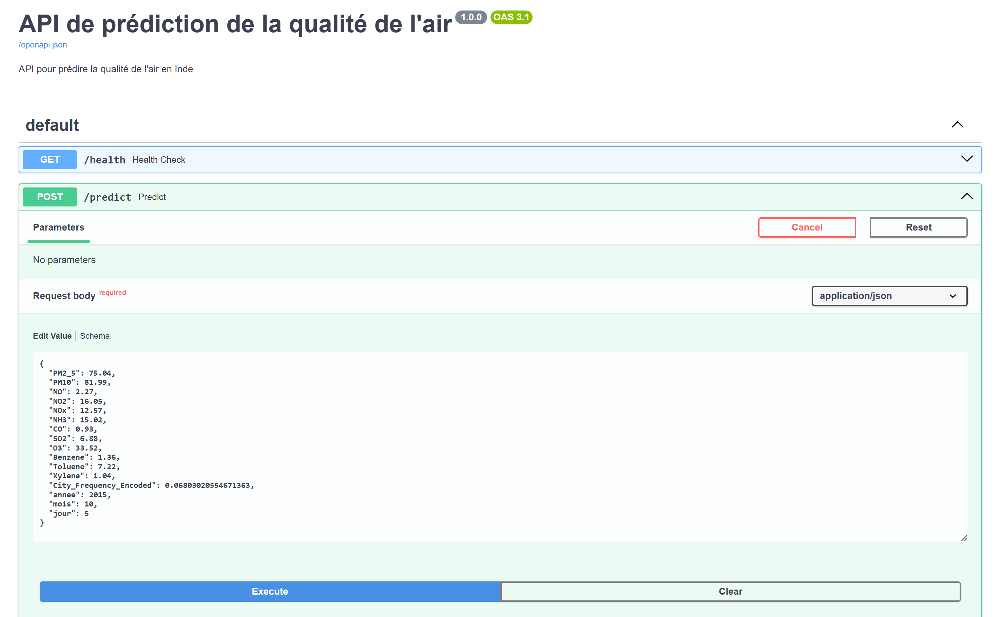 API de prédiction de la qualité de l'air 1.0.0 OAS 3.1
/openapi.json
API pour prédire la qualité de l'air en Inde
default
GET /health Health Check
POST /predict Predict
Parameters Cancel Reset
No parameters
Request body required application/json
Edit Value Schema
{
  "PM2_5": 75.04,
  "PM10": 81.99,
  "NO": 2.27,
  "NO2": 16.05,
  "NOx": 12.57,
  "NH3": 15.02,
  "CO": 0.93,
  "SO2": 6.88,
  "O3": 33.52,
  "Benzene": 1.36,
  "Toluene": 7.22,
  "Xylene": 1.04,
  "City_Frequency_Encoded": 0.06803020554671363,
  "annee": 2015,
  "mois": 10,
  "jour": 5
}
Execute Clear